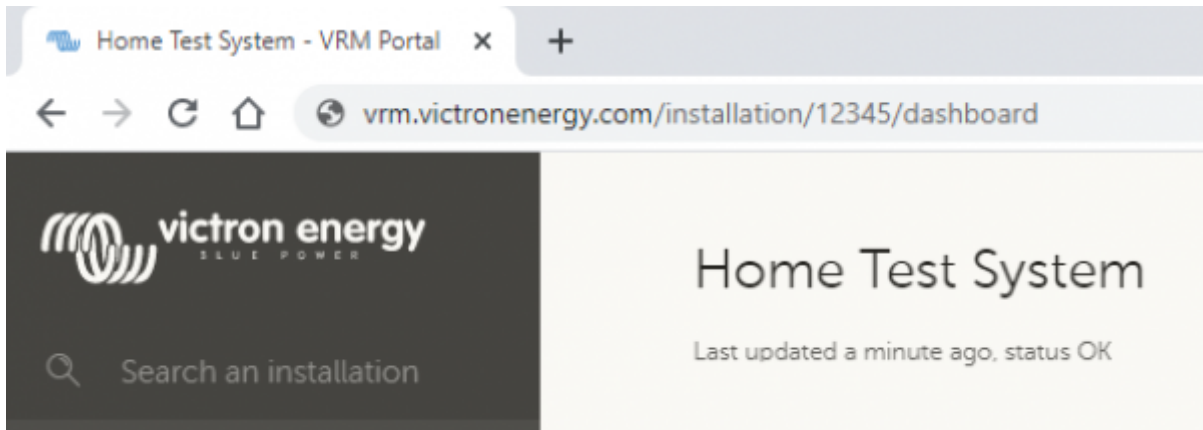 Home Test System - VRM Portal
vrm.victronenergy.com/installation/12345/dashboard
victron energy
BLUE POWER
Search an installation
Home Test System
Last updated a minute ago, status OK